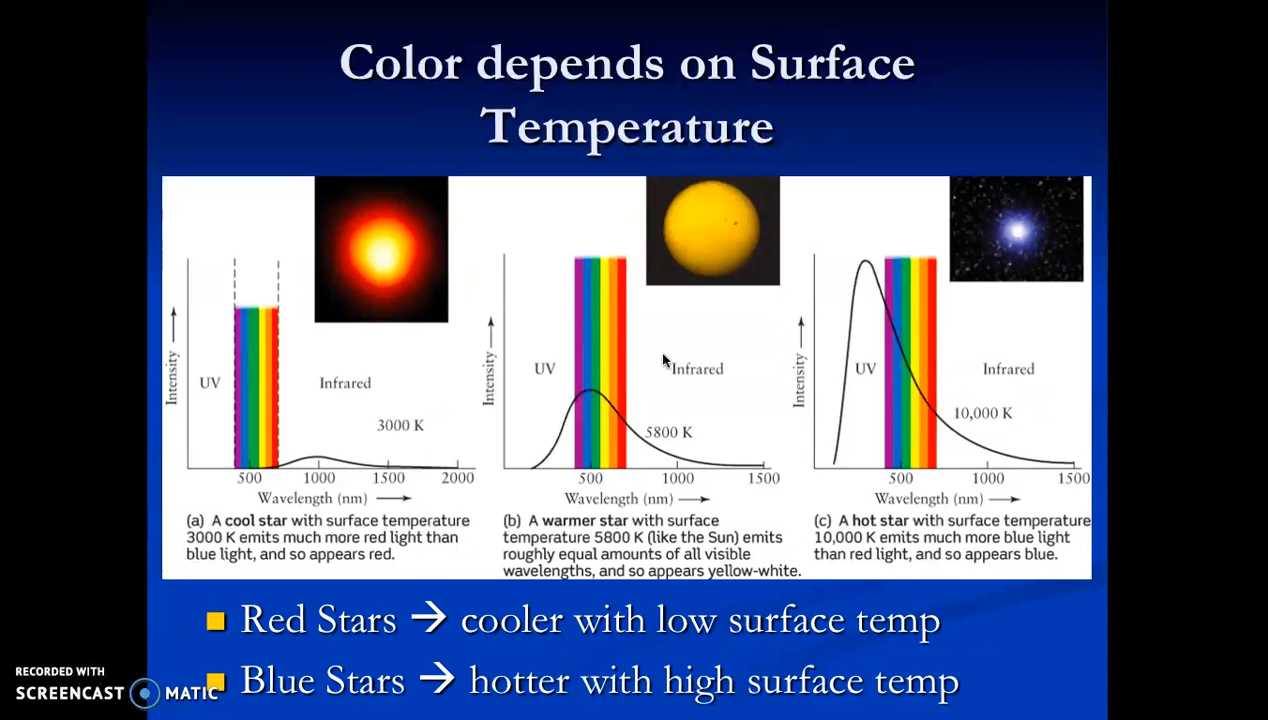 Color depends on Surface
Temperature
UV
Infrared
3000 K
Intensity
500 1000 1500 2000
Wavelength (nm)
(a) A cool star with surface temperature
3000 K emits much more red light than
blue light, and so appears red.
UV
Infrared
5800 K
Intensity
500 1000 1500
Wavelength (nm)
(b) A warmer star with surface
temperature 5800 K (like the Sun) emits
roughly equal amounts of all visible
wavelengths, and so appears yellow-white.
UV
Infrared
10,000 K
Intensity
500 1000 1500
Wavelength (nm)
(c) A hot star with surface temperature
10,000 K emits much more blue light
than red light, and so appears blue.
Red Stars → cooler with low surface temp
Blue Stars → hotter with high surface temp
RECORDED WITH
SCREENCAST MATIC